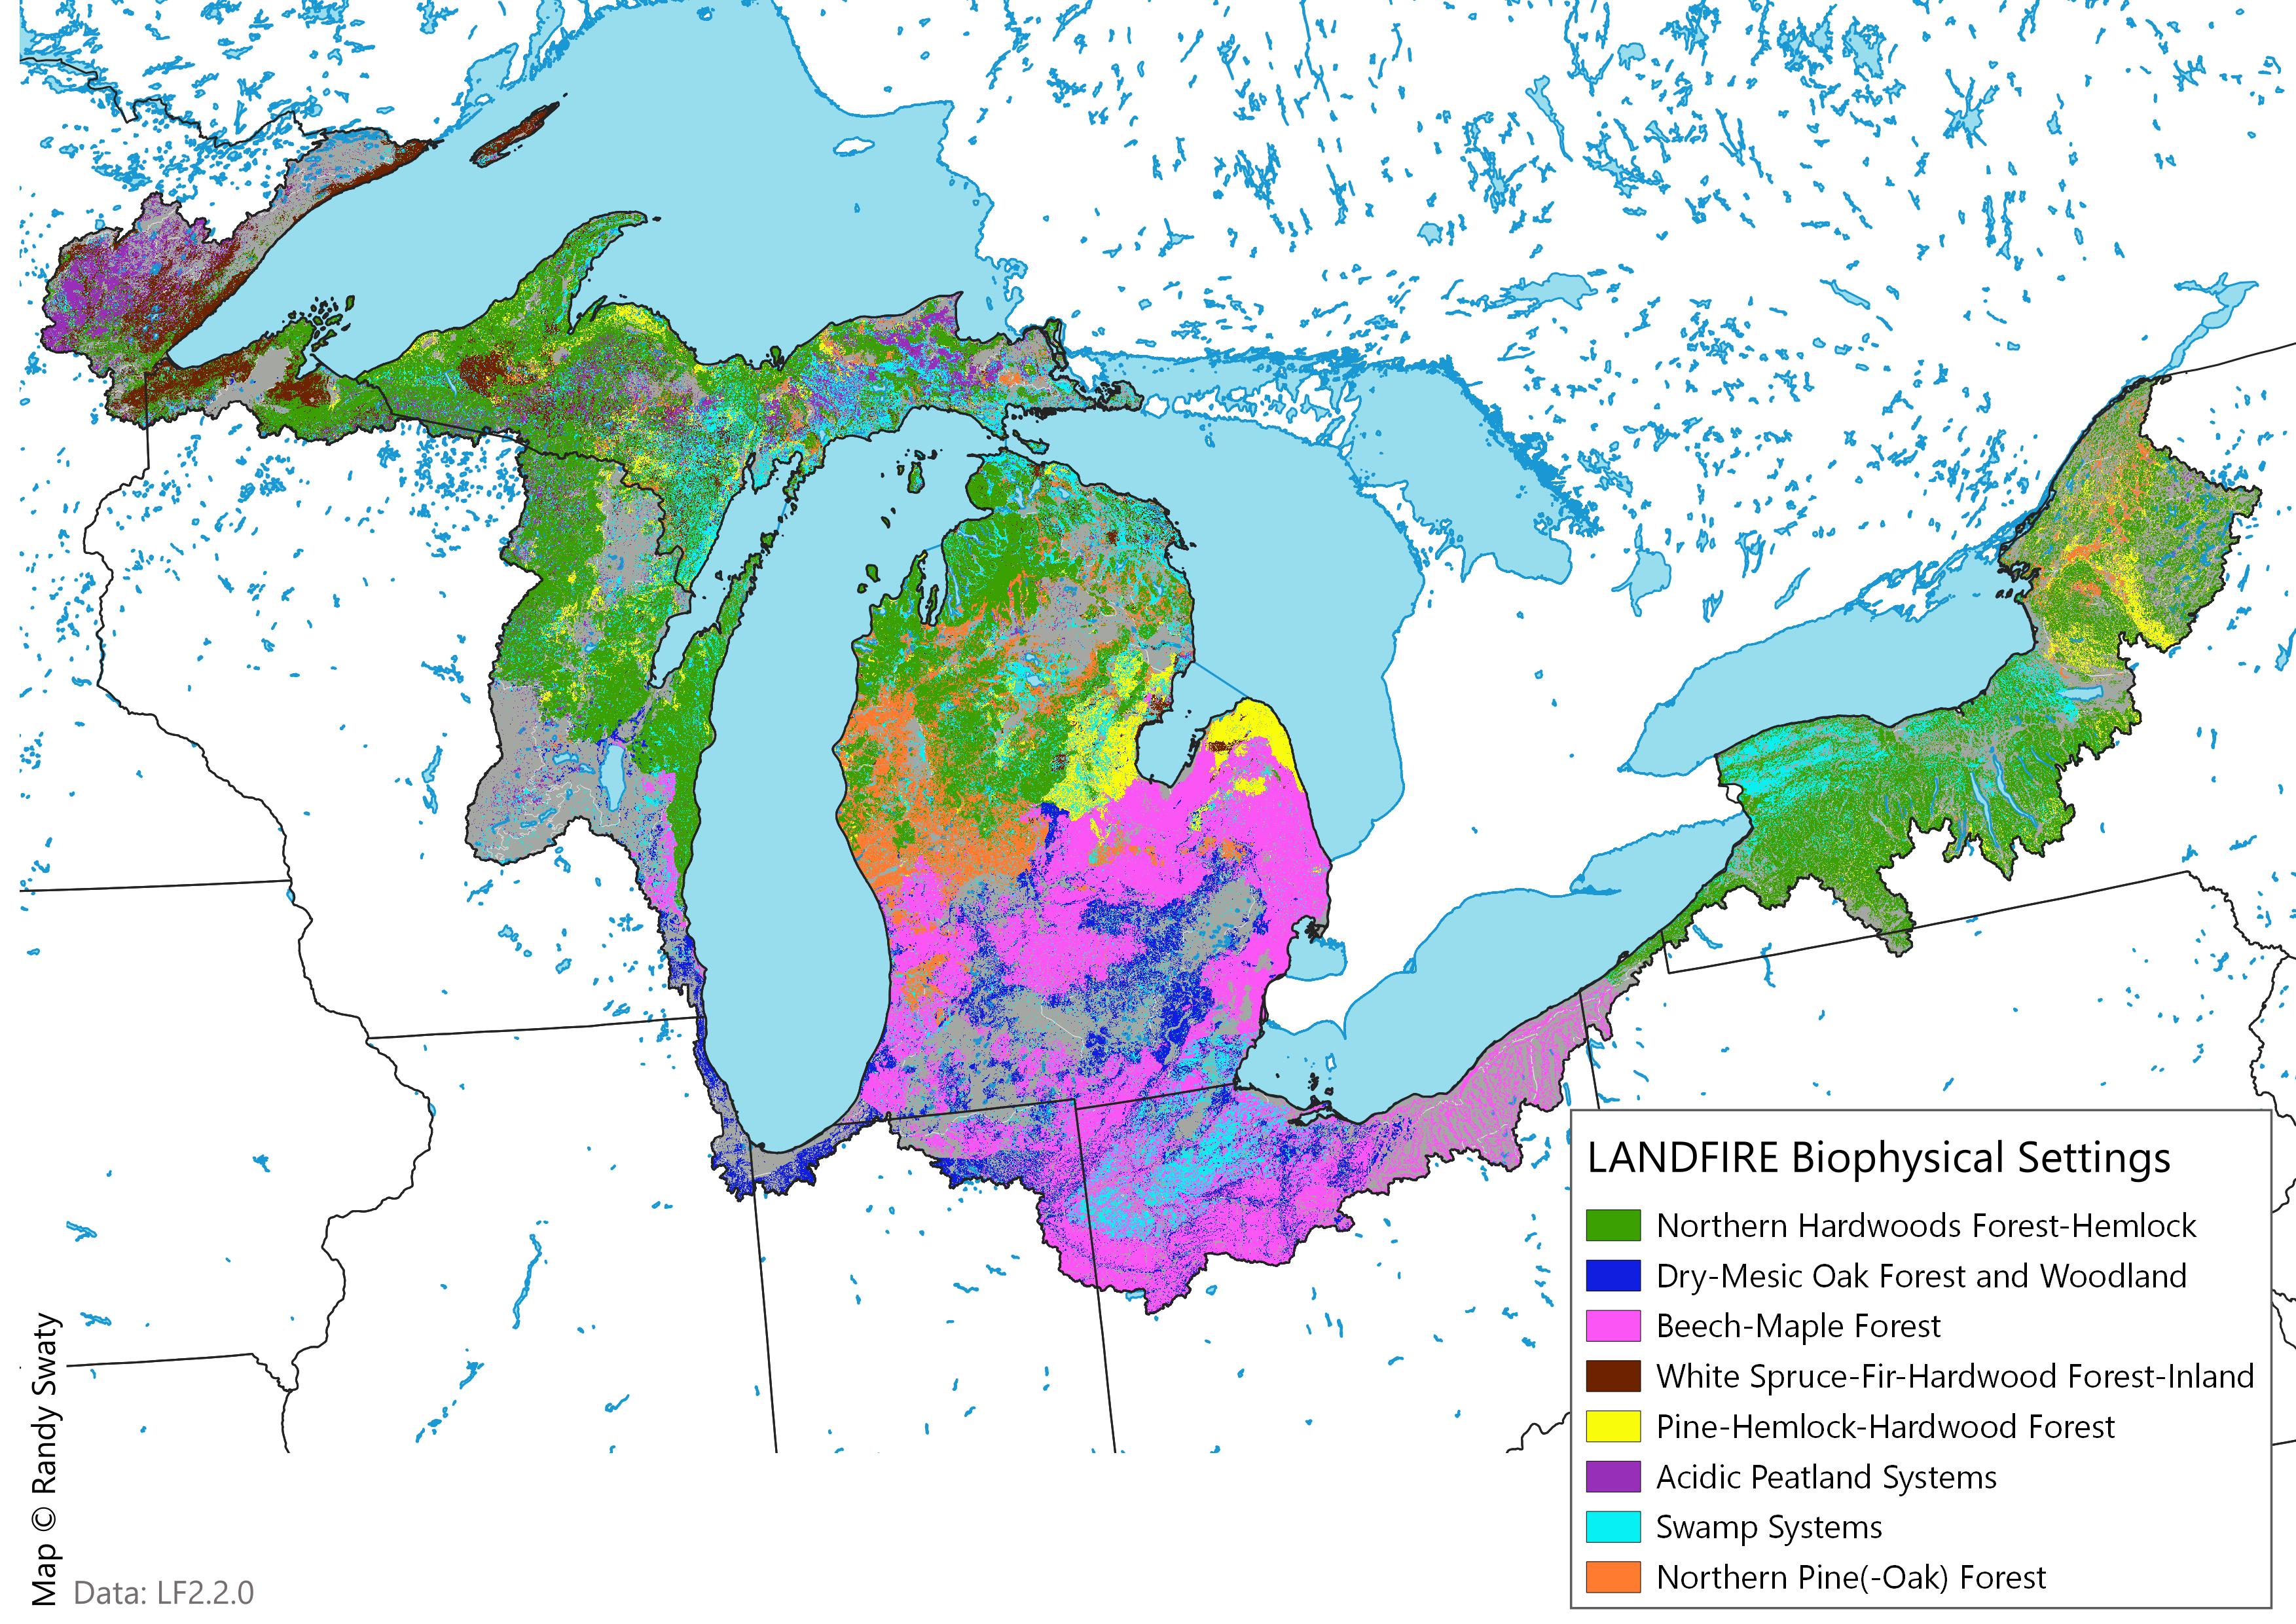 LANDFIRE Biophysical Settings
Northern Hardwoods Forest-Hemlock
Dry-Mesic Oak Forest and Woodland
Beech-Maple Forest
White Spruce-Fir-Hardwood Forest-Inland
Pine-Hemlock-Hardwood Forest
Acidic Peatland Systems
Swamp Systems
Northern Pine(-Oak) Forest
Map © Randy Swaty
Data: LF2.2.0